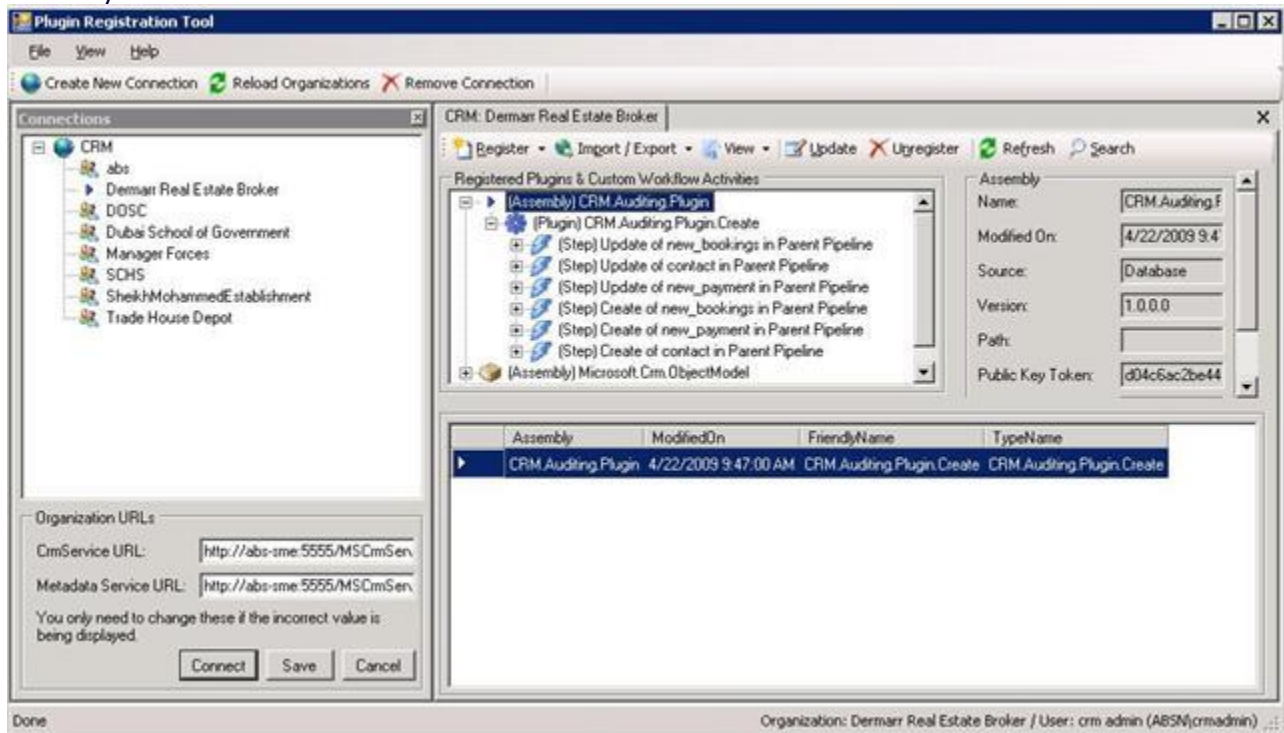 Plugin Registration Tool
File View Help
Create New Connection Reload Organizations Remove Connection
Connections
CRM
abs
Dermarr Real Estate Broker
DOSC
Dubai School of Government
Manager Forces
SCHS
SheikhMohammedEstablishment
Trade House Depot
Organization URLs
CrmService URL: http://abs-sme:5555/MSCrmServ
Metadata Service URL: http://abs-sme:5555/MSCrmServ
You only need to change these if the incorrect value is
being displayed.
Connect Save Cancel
CRM: Dermarr Real Estate Broker
Register Import / Export View Update Unregister Refresh Search
Registered Plugins & Custom Workflow Activities
(Assembly) CRM.Auditing.Plugin
(Plugin) CRM.Auditing.Plugin.Create
(Step) Update of new_bookings in Parent Pipeline
(Step) Update of contact in Parent Pipeline
(Step) Update of new_payment in Parent Pipeline
(Step) Create of new_bookings in Parent Pipeline
(Step) Create of new_payment in Parent Pipeline
(Step) Create of contact in Parent Pipeline
(Assembly) Microsoft.Crm.ObjectModel
Assembly
Name: CRM.Auditing.F
Modified On: 4/22/2009 9:4
Source: Database
Version: 1.0.0.0
Path:
Public Key Token: d04c6ac2be44
Assembly ModifiedOn FriendlyName TypeName
CRM.Auditing.Plugin 4/22/2009 9:47:00 AM CRM.Auditing.Plugin.Create CRM.Auditing.Plugin.Create
Done
Organization: Dermarr Real Estate Broker / User: crm admin (ABSN\crmadmin)